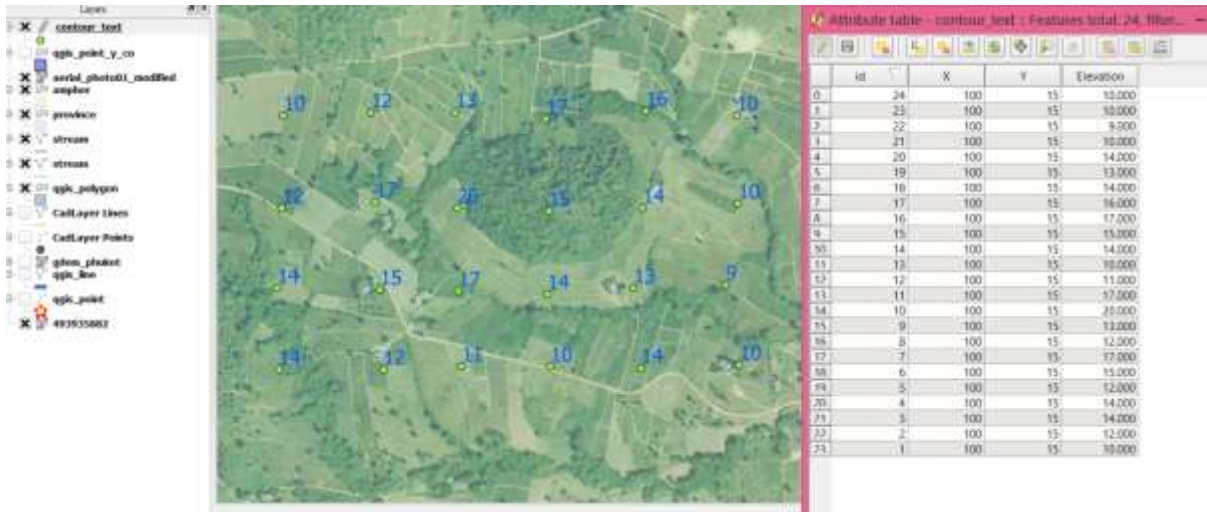 Layers
contour_text
qgis_point_y_co
aerial_photo01_modified
ampher
province
stream
stream
qgis_polygon
CadLayer Lines
CadLayer Points
gdem_phuket
qgis_line
qgis_point
493935882
10 12 13 17 16 10
12 17 26 15 14 10
14 15 17 14 13 9
14 12 11 10 14 10
Attribute table - contour_text :: Features total: 24, filter...
id X Y Elevation
0 24 100 15 10.000
1 23 100 15 10.000
2 22 100 15 9.000
3 21 100 15 10.000
4 20 100 15 14.000
5 19 100 15 13.000
6 18 100 15 14.000
7 17 100 15 16.000
8 16 100 15 17.000
9 15 100 15 15.000
10 14 100 15 14.000
11 13 100 15 10.000
12 12 100 15 11.000
13 11 100 15 17.000
14 10 100 15 20.000
15 9 100 15 13.000
16 8 100 15 12.000
17 7 100 15 17.000
18 6 100 15 15.000
19 5 100 15 12.000
20 4 100 15 14.000
21 3 100 15 14.000
22 2 100 15 12.000
23 1 100 15 10.000